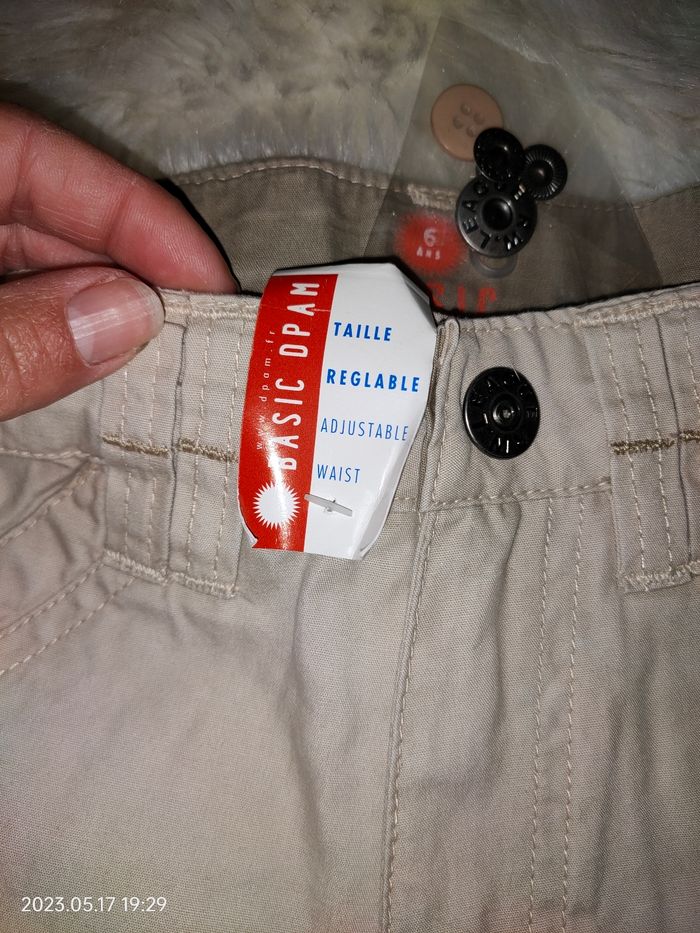 6
ANS
www.dpam.fr
BASIC DPAM
TAILLE
REGLABLE
ADJUSTABLE
WAIST
2023.05.17 19:29